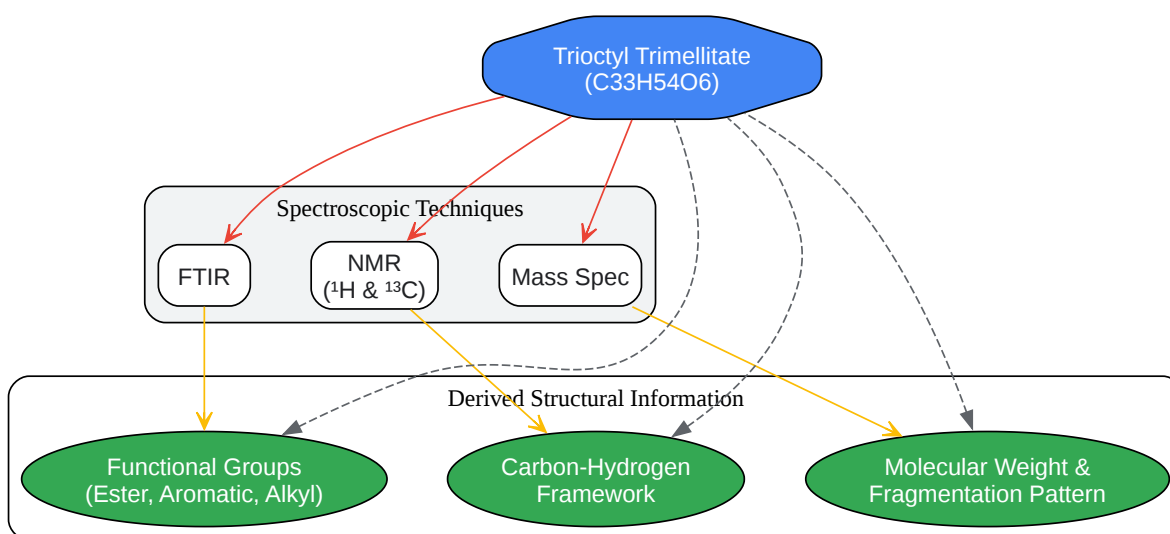 Trioctyl Trimellitate
(C33H54O6)
Spectroscopic Techniques
FTIR
NMR
(¹H & ¹³C)
Mass Spec
Derived Structural Information
Functional Groups
(Ester, Aromatic, Alkyl)
Carbon-Hydrogen
Framework
Molecular Weight &
Fragmentation Pattern